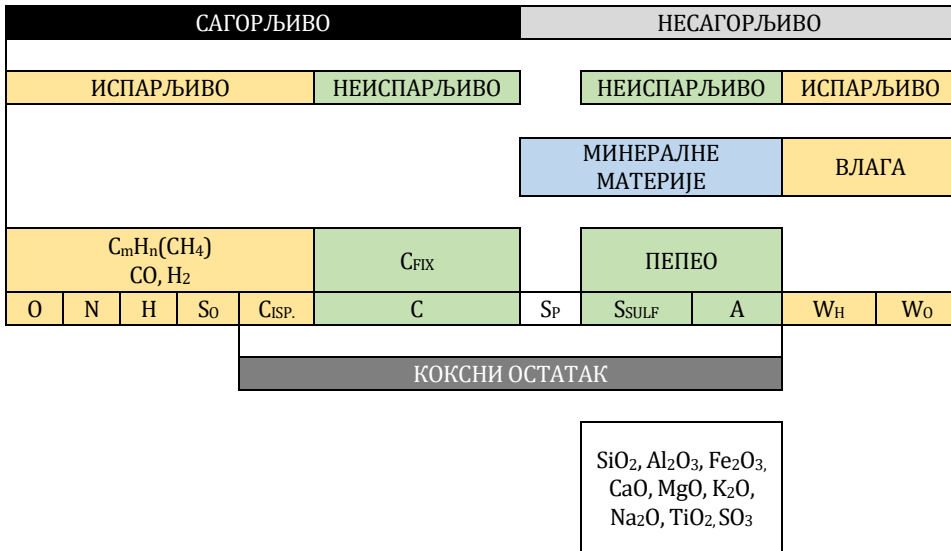 САГОРЉИВО НЕСАГОРЉИВО
ИСПАРЉИВО НЕИСПАРЉИВО НЕИСПАРЉИВО ИСПАРЉИВО
МИНЕРАЛНЕ
МАТЕРИЈЕ
ВЛАГА
CmHn(CH4)
CO, H2
CFIX
ПЕПЕО
O N H SO CISP. C SP SSULF A WH WO
КОКСНИ ОСТАТАК
SiO2, Al2O3, Fe2O3,
CaO, MgO, K2O,
Na2O, TiO2, SO3